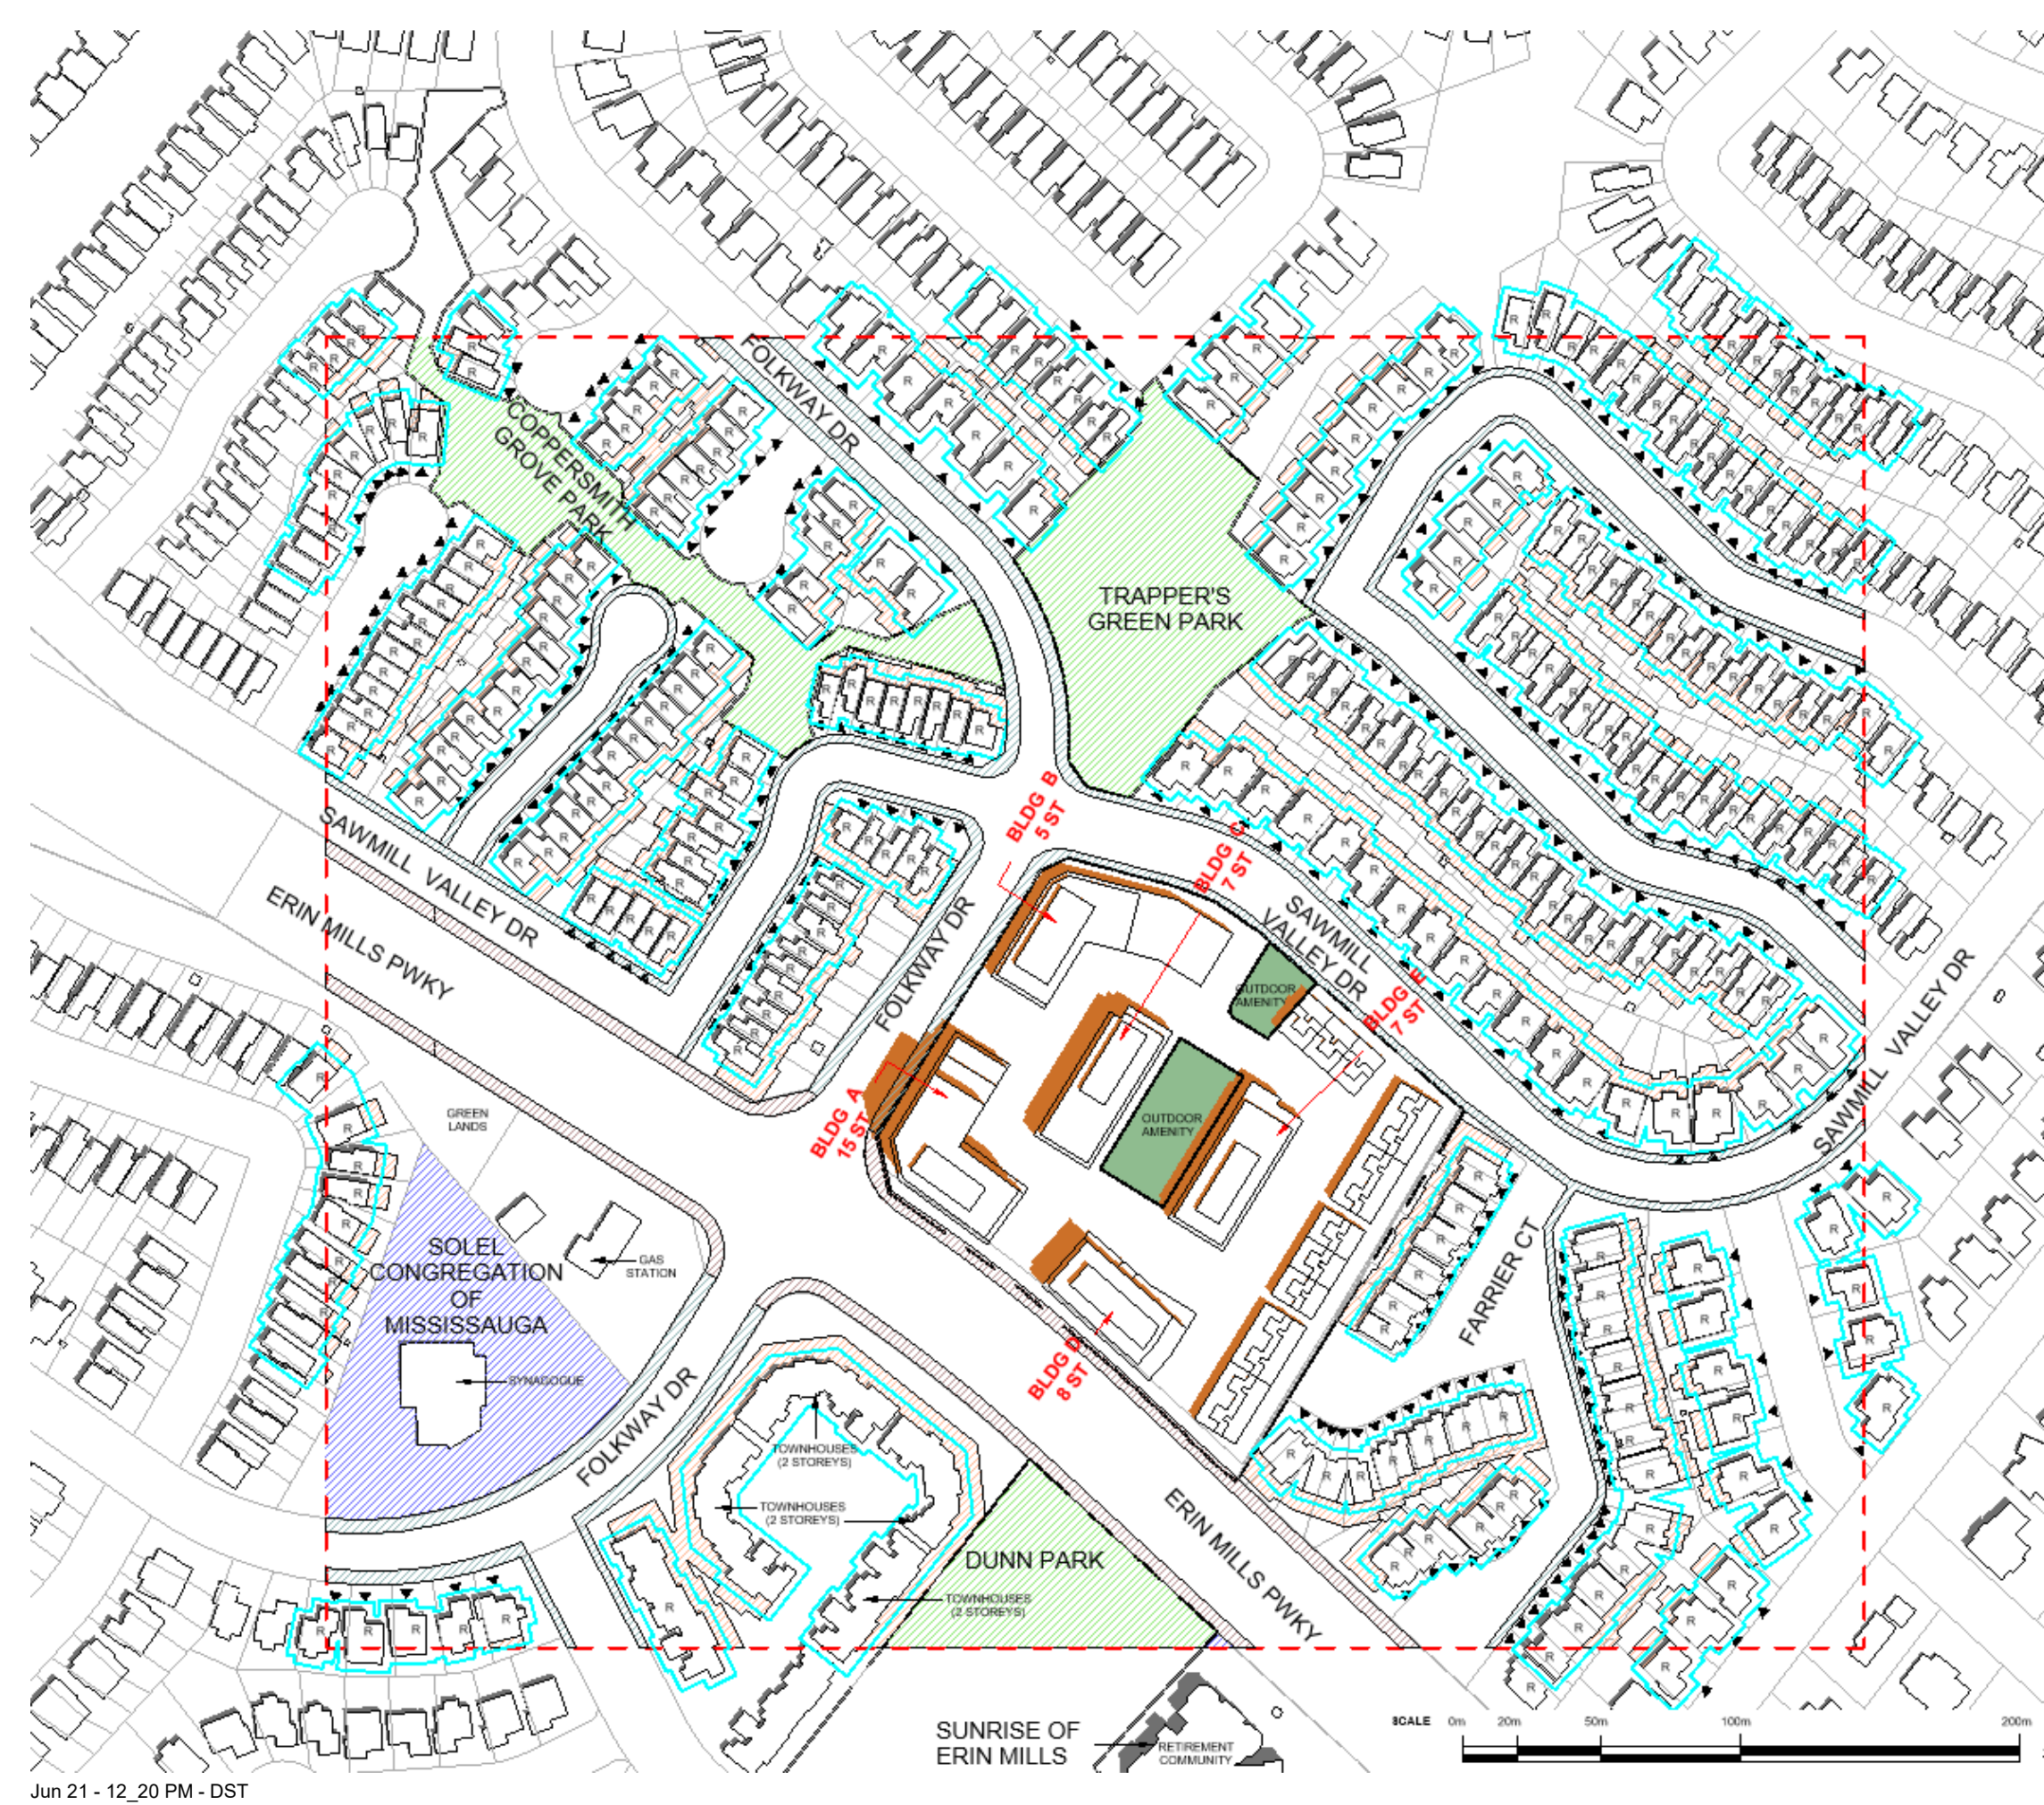 FOLKWAY DR
COPPERSMITH
GROVE PARK
TRAPPER'S
GREEN PARK
BLDG B
5 ST
BLDG C
7 ST
SAWMILL VALLEY DR
ERIN MILLS PWKY
FOLKWAY DR
SAWMILL
VALLEY DR
OUTDOOR
AMENITY
BLDG E
7 ST
SAWMILL VALLEY DR
BLDG A
15 ST
OUTDOOR
AMENITY
GREEN
LANDS
SOLEL
CONGREGATION
OF
MISSISSAUGA
GAS
STATION
SYNAGOGUE
FARRIER CT
BLDG D
8 ST
FOLKWAY DR
TOWNHOUSES
(2 STOREYS)
TOWNHOUSES
(2 STOREYS)
DUNN PARK
TOWNHOUSES
(2 STOREYS)
ERIN MILLS PWKY
SUNRISE OF
ERIN MILLS
RETIREMENT
COMMUNITY
SCALE 0m 20m 50m 100m 200m
Jun 21 - 12_20 PM - DST